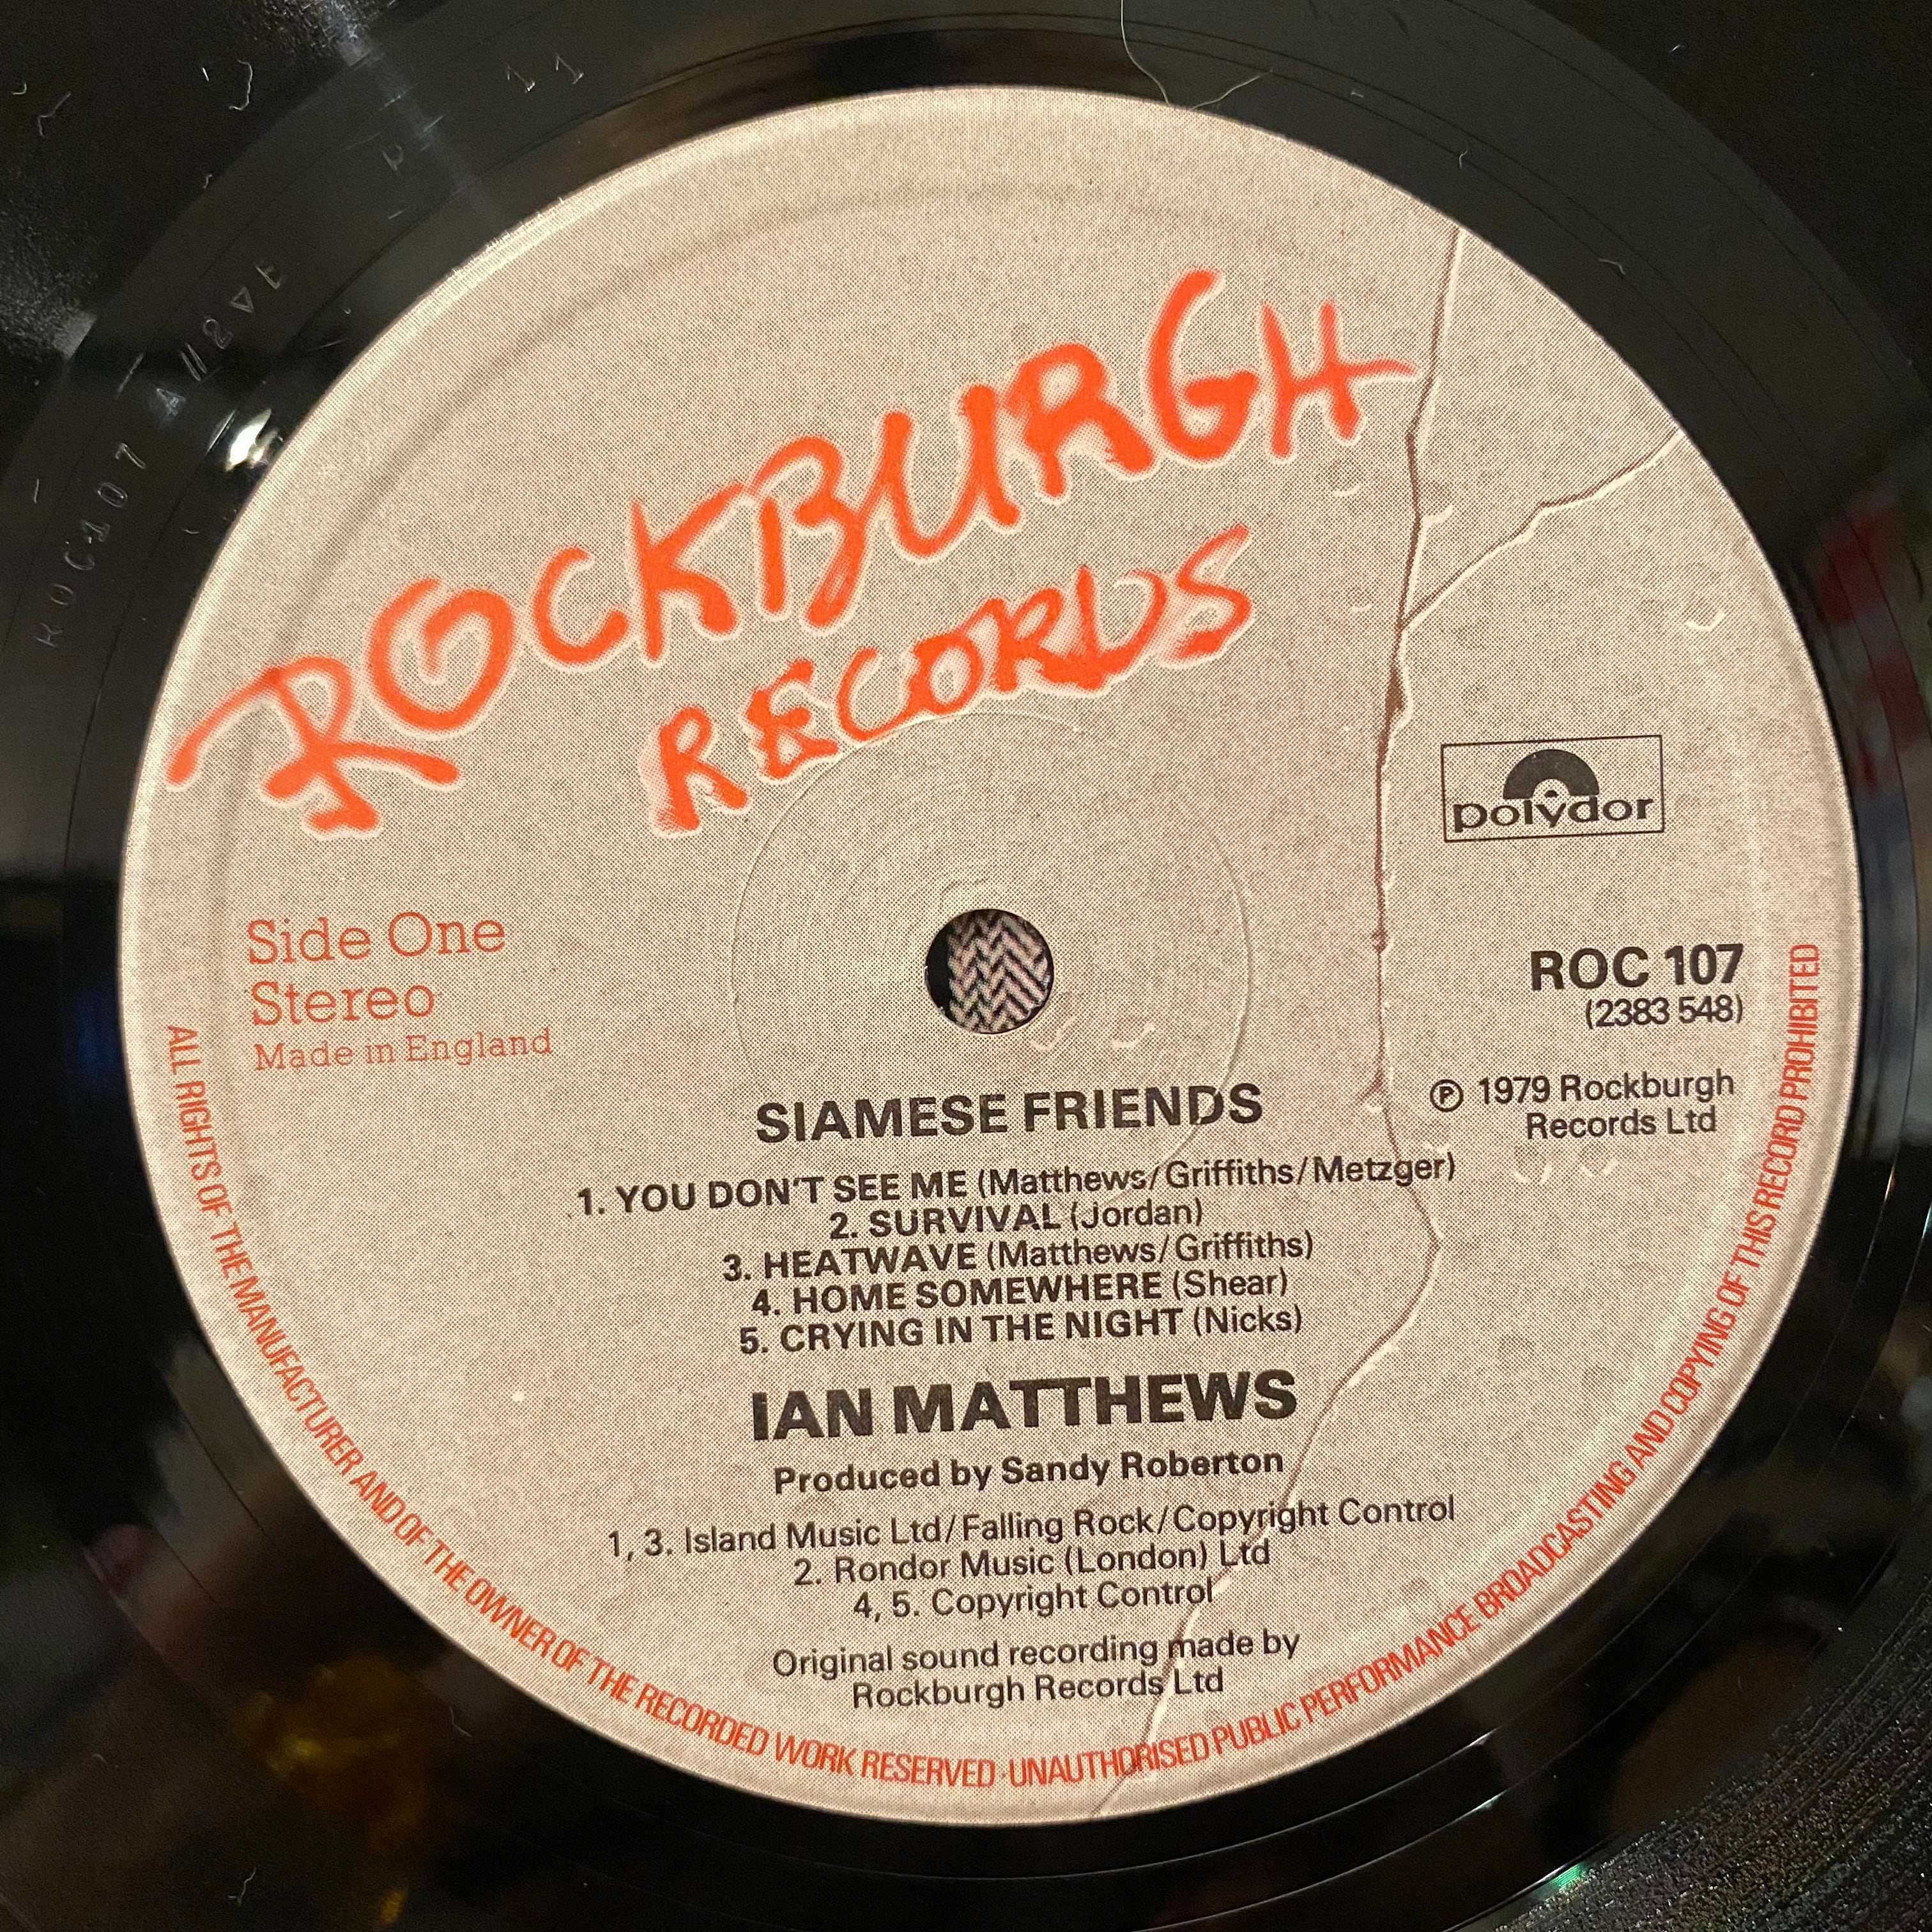 ROCKBURGH
RECORDS
polydor
Side One
Stereo
Made in England
ROC 107
(2383 548)
℗ 1979 Rockburgh
Records Ltd
SIAMESE FRIENDS
1. YOU DON'T SEE ME (Matthews/Griffiths/Metzger)
2. SURVIVAL (Jordan)
3. HEATWAVE (Matthews/Griffiths)
4. HOME SOMEWHERE (Shear)
5. CRYING IN THE NIGHT (Nicks)
IAN MATTHEWS
Produced by Sandy Roberton
1, 3. Island Music Ltd/Falling Rock/Copyright Control
2. Rondor Music (London) Ltd
4, 5. Copyright Control
Original sound recording made by
Rockburgh Records Ltd
ALL RIGHTS OF THE MANUFACTURER AND OF THE OWNER OF THE RECORDED WORK RESERVED · UNAUTHORISED PUBLIC PERFORMANCE BROADCASTING AND COPYING OF THIS RECORD PROHIBITED
ROC107
11